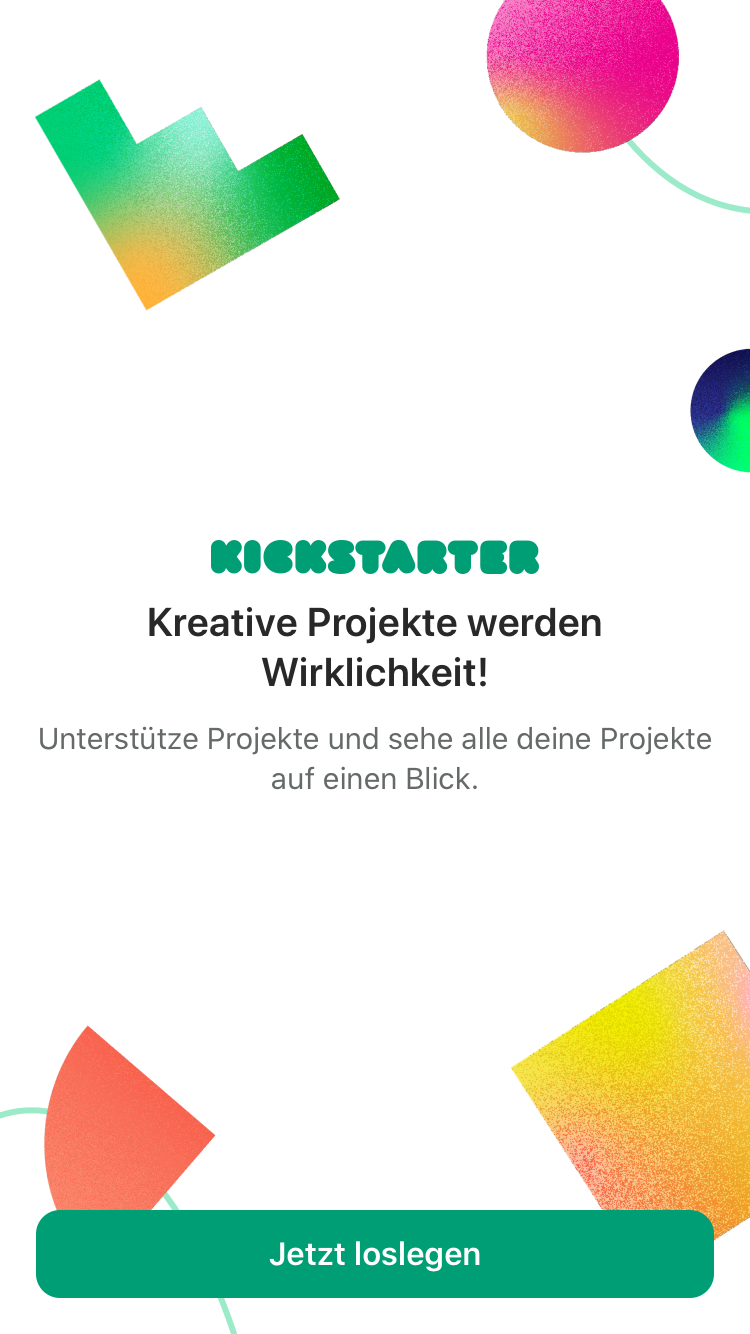 KICKSTARTER
Kreative Projekte werden
Wirklichkeit!
Unterstütze Projekte und sehe alle deine Projekte
auf einen Blick.
Jetzt loslegen